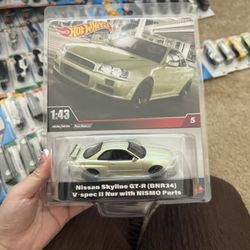 Hot Wheels
1:43
5
Nissan Skyline GT-R (BNR34)
V·spec II Nur with NISMO Parts